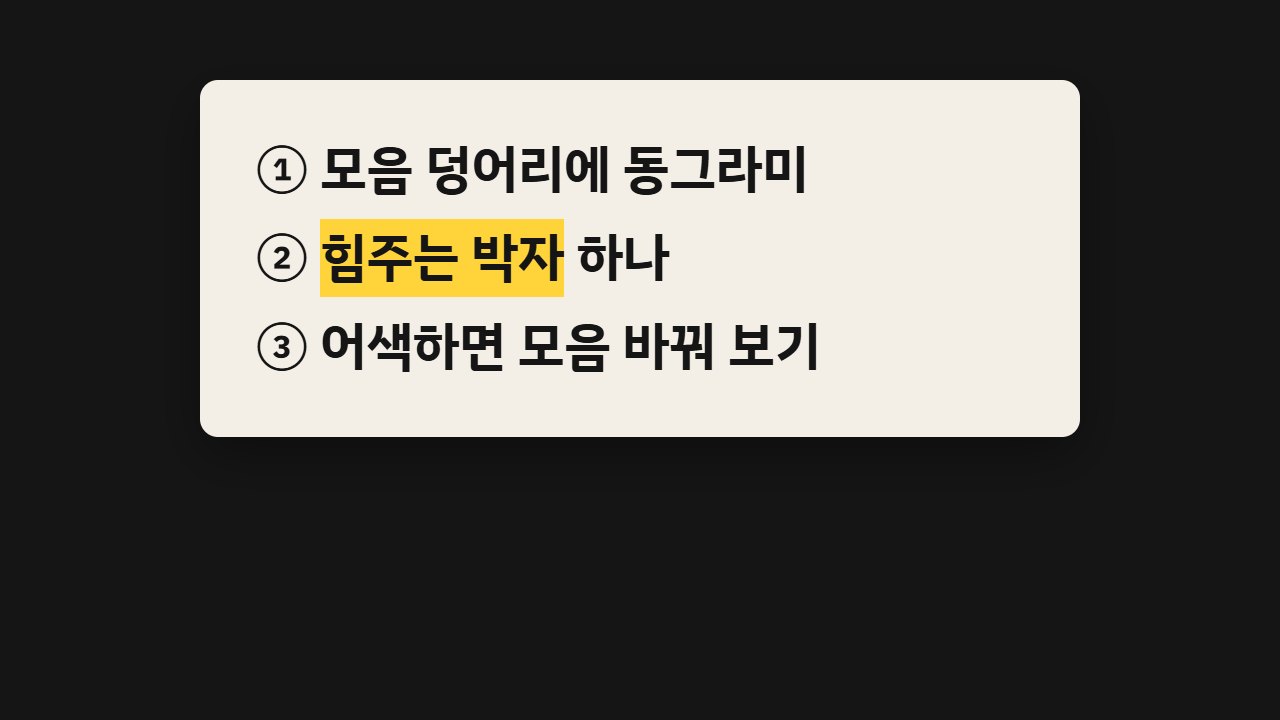 ① 모음 덩어리에 동그라미
② 힘주는 박자 하나
③ 어색하면 모음 바꿔 보기